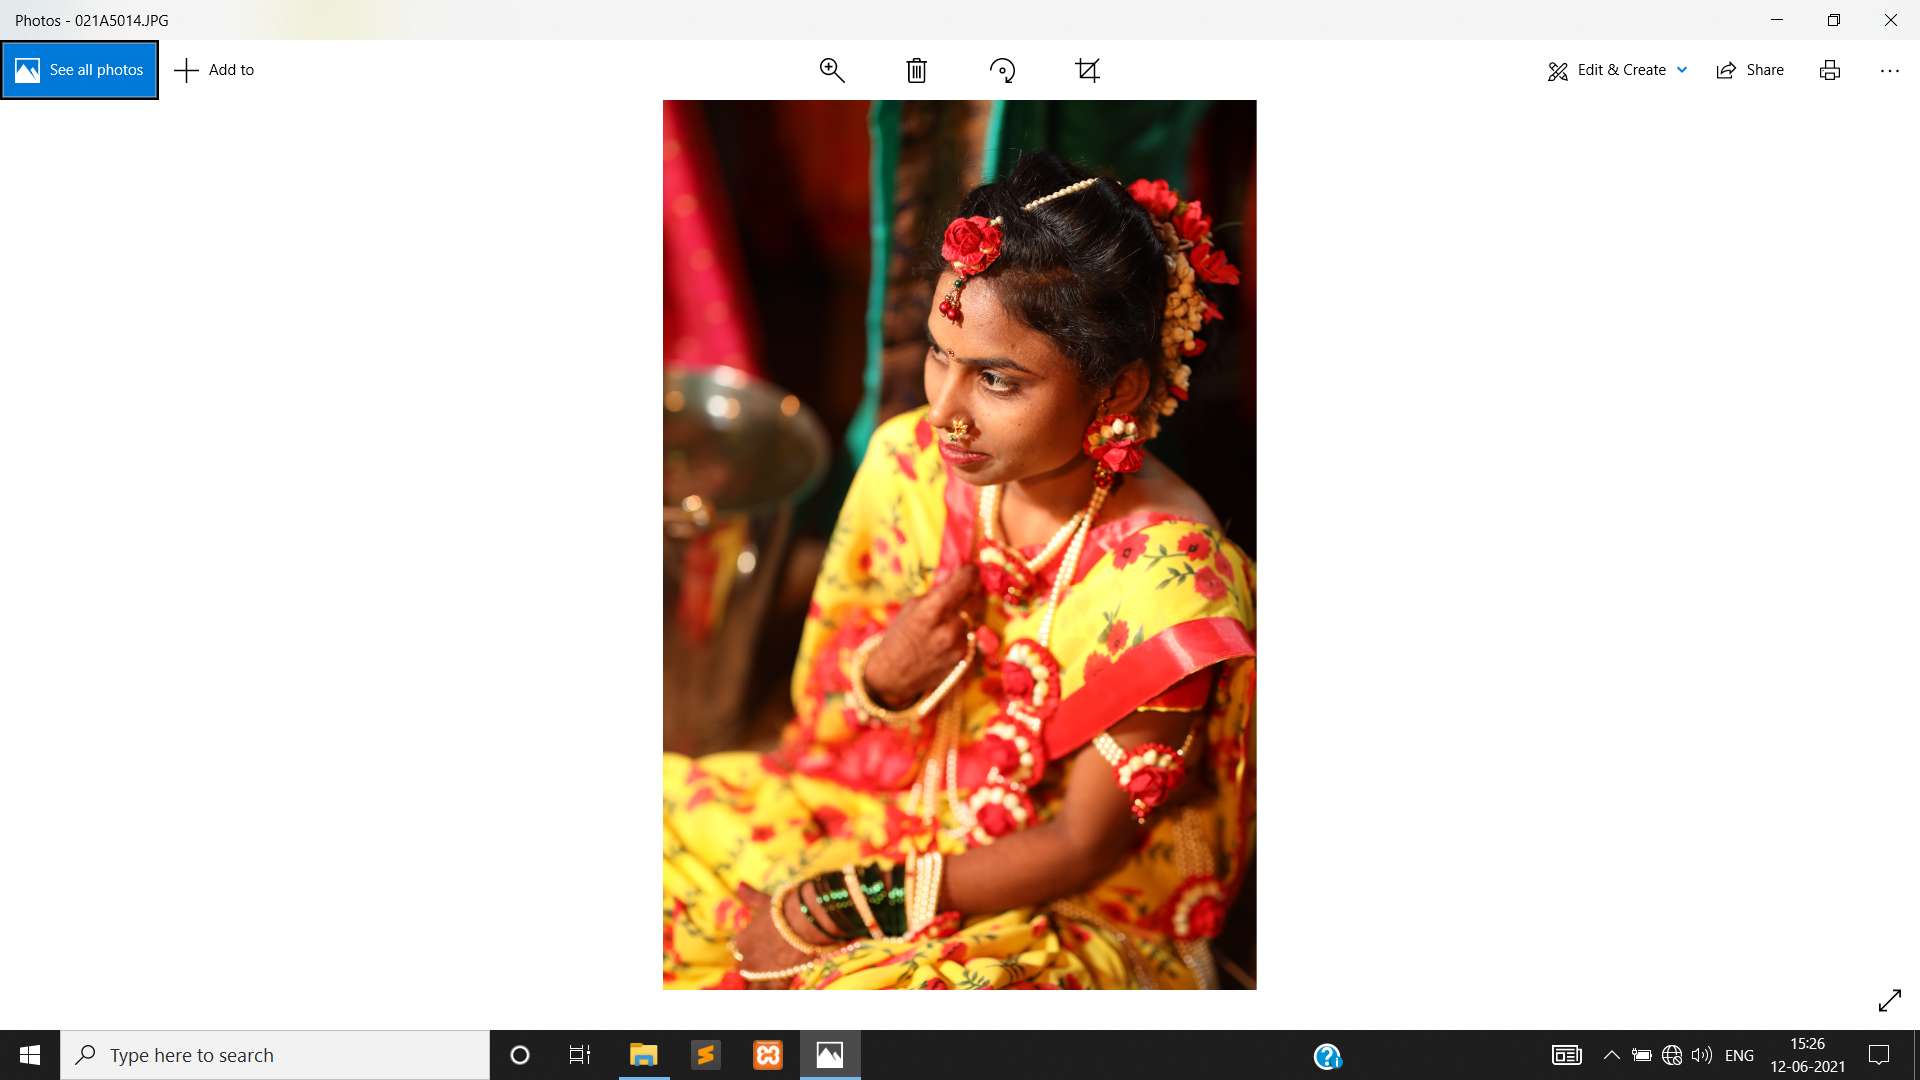 Photos - 021A5014.JPG
See all photos
Add to
Edit & Create
Share
Type here to search
ENG
15:26
12-06-2021